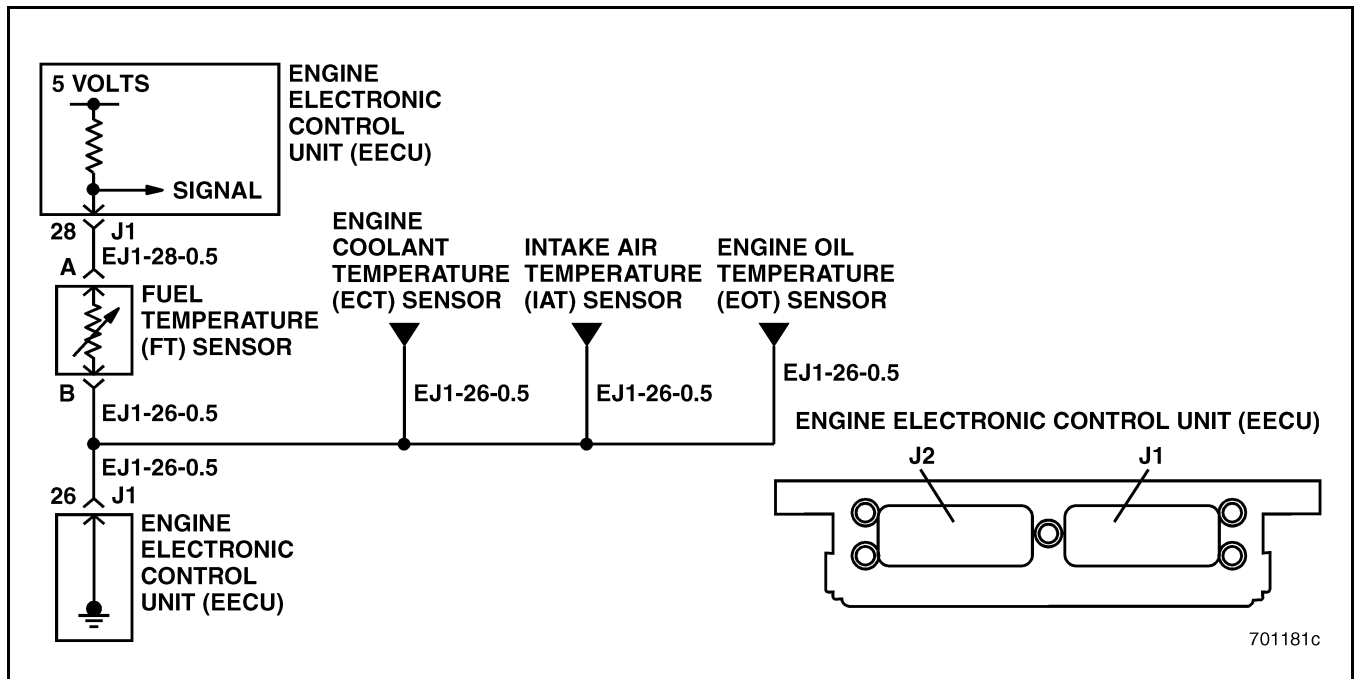 5 VOLTS
SIGNAL
ENGINE
ELECTRONIC
CONTROL
UNIT (EECU)
28
J1
EJ1-28-0.5
A
FUEL
TEMPERATURE
(FT) SENSOR
B
EJ1-26-0.5
ENGINE
COOLANT
TEMPERATURE
(ECT) SENSOR
EJ1-26-0.5
INTAKE AIR
TEMPERATURE
(IAT) SENSOR
EJ1-26-0.5
ENGINE OIL
TEMPERATURE
(EOT) SENSOR
EJ1-26-0.5
EJ1-26-0.5
26
J1
ENGINE
ELECTRONIC
CONTROL
UNIT (EECU)
ENGINE ELECTRONIC CONTROL UNIT (EECU)
J2
J1
701181c